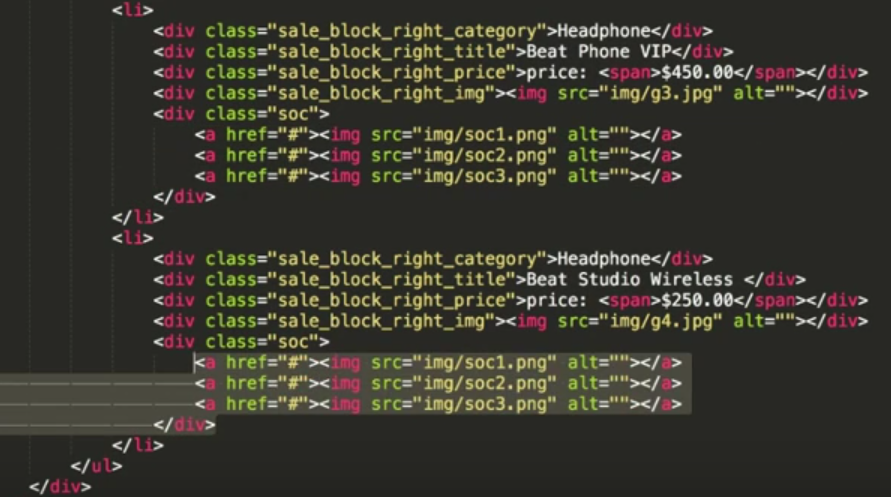 <li>
<div class="sale_block_right_category">Headphone</div>
<div class="sale_block_right_title">Beat Phone VIP</div>
<div class="sale_block_right_price">price: <span>$450.00</span></div>
<div class="sale_block_right_img"><img src="img/g3.jpg" alt=""></div>
<div class="soc">
<a href="#"><img src="img/soc1.png" alt=""></a>
<a href="#"><img src="img/soc2.png" alt=""></a>
<a href="#"><img src="img/soc3.png" alt=""></a>
</div>
</li>
<li>
<div class="sale_block_right_category">Headphone</div>
<div class="sale_block_right_title">Beat Studio Wireless </div>
<div class="sale_block_right_price">price: <span>$250.00</span></div>
<div class="sale_block_right_img"><img src="img/g4.jpg" alt=""></div>
<div class="soc">
<a href="#"><img src="img/soc1.png" alt=""></a>
<a href="#"><img src="img/soc2.png" alt=""></a>
<a href="#"><img src="img/soc3.png" alt=""></a>
</div>
</li>
</ul>
</div>